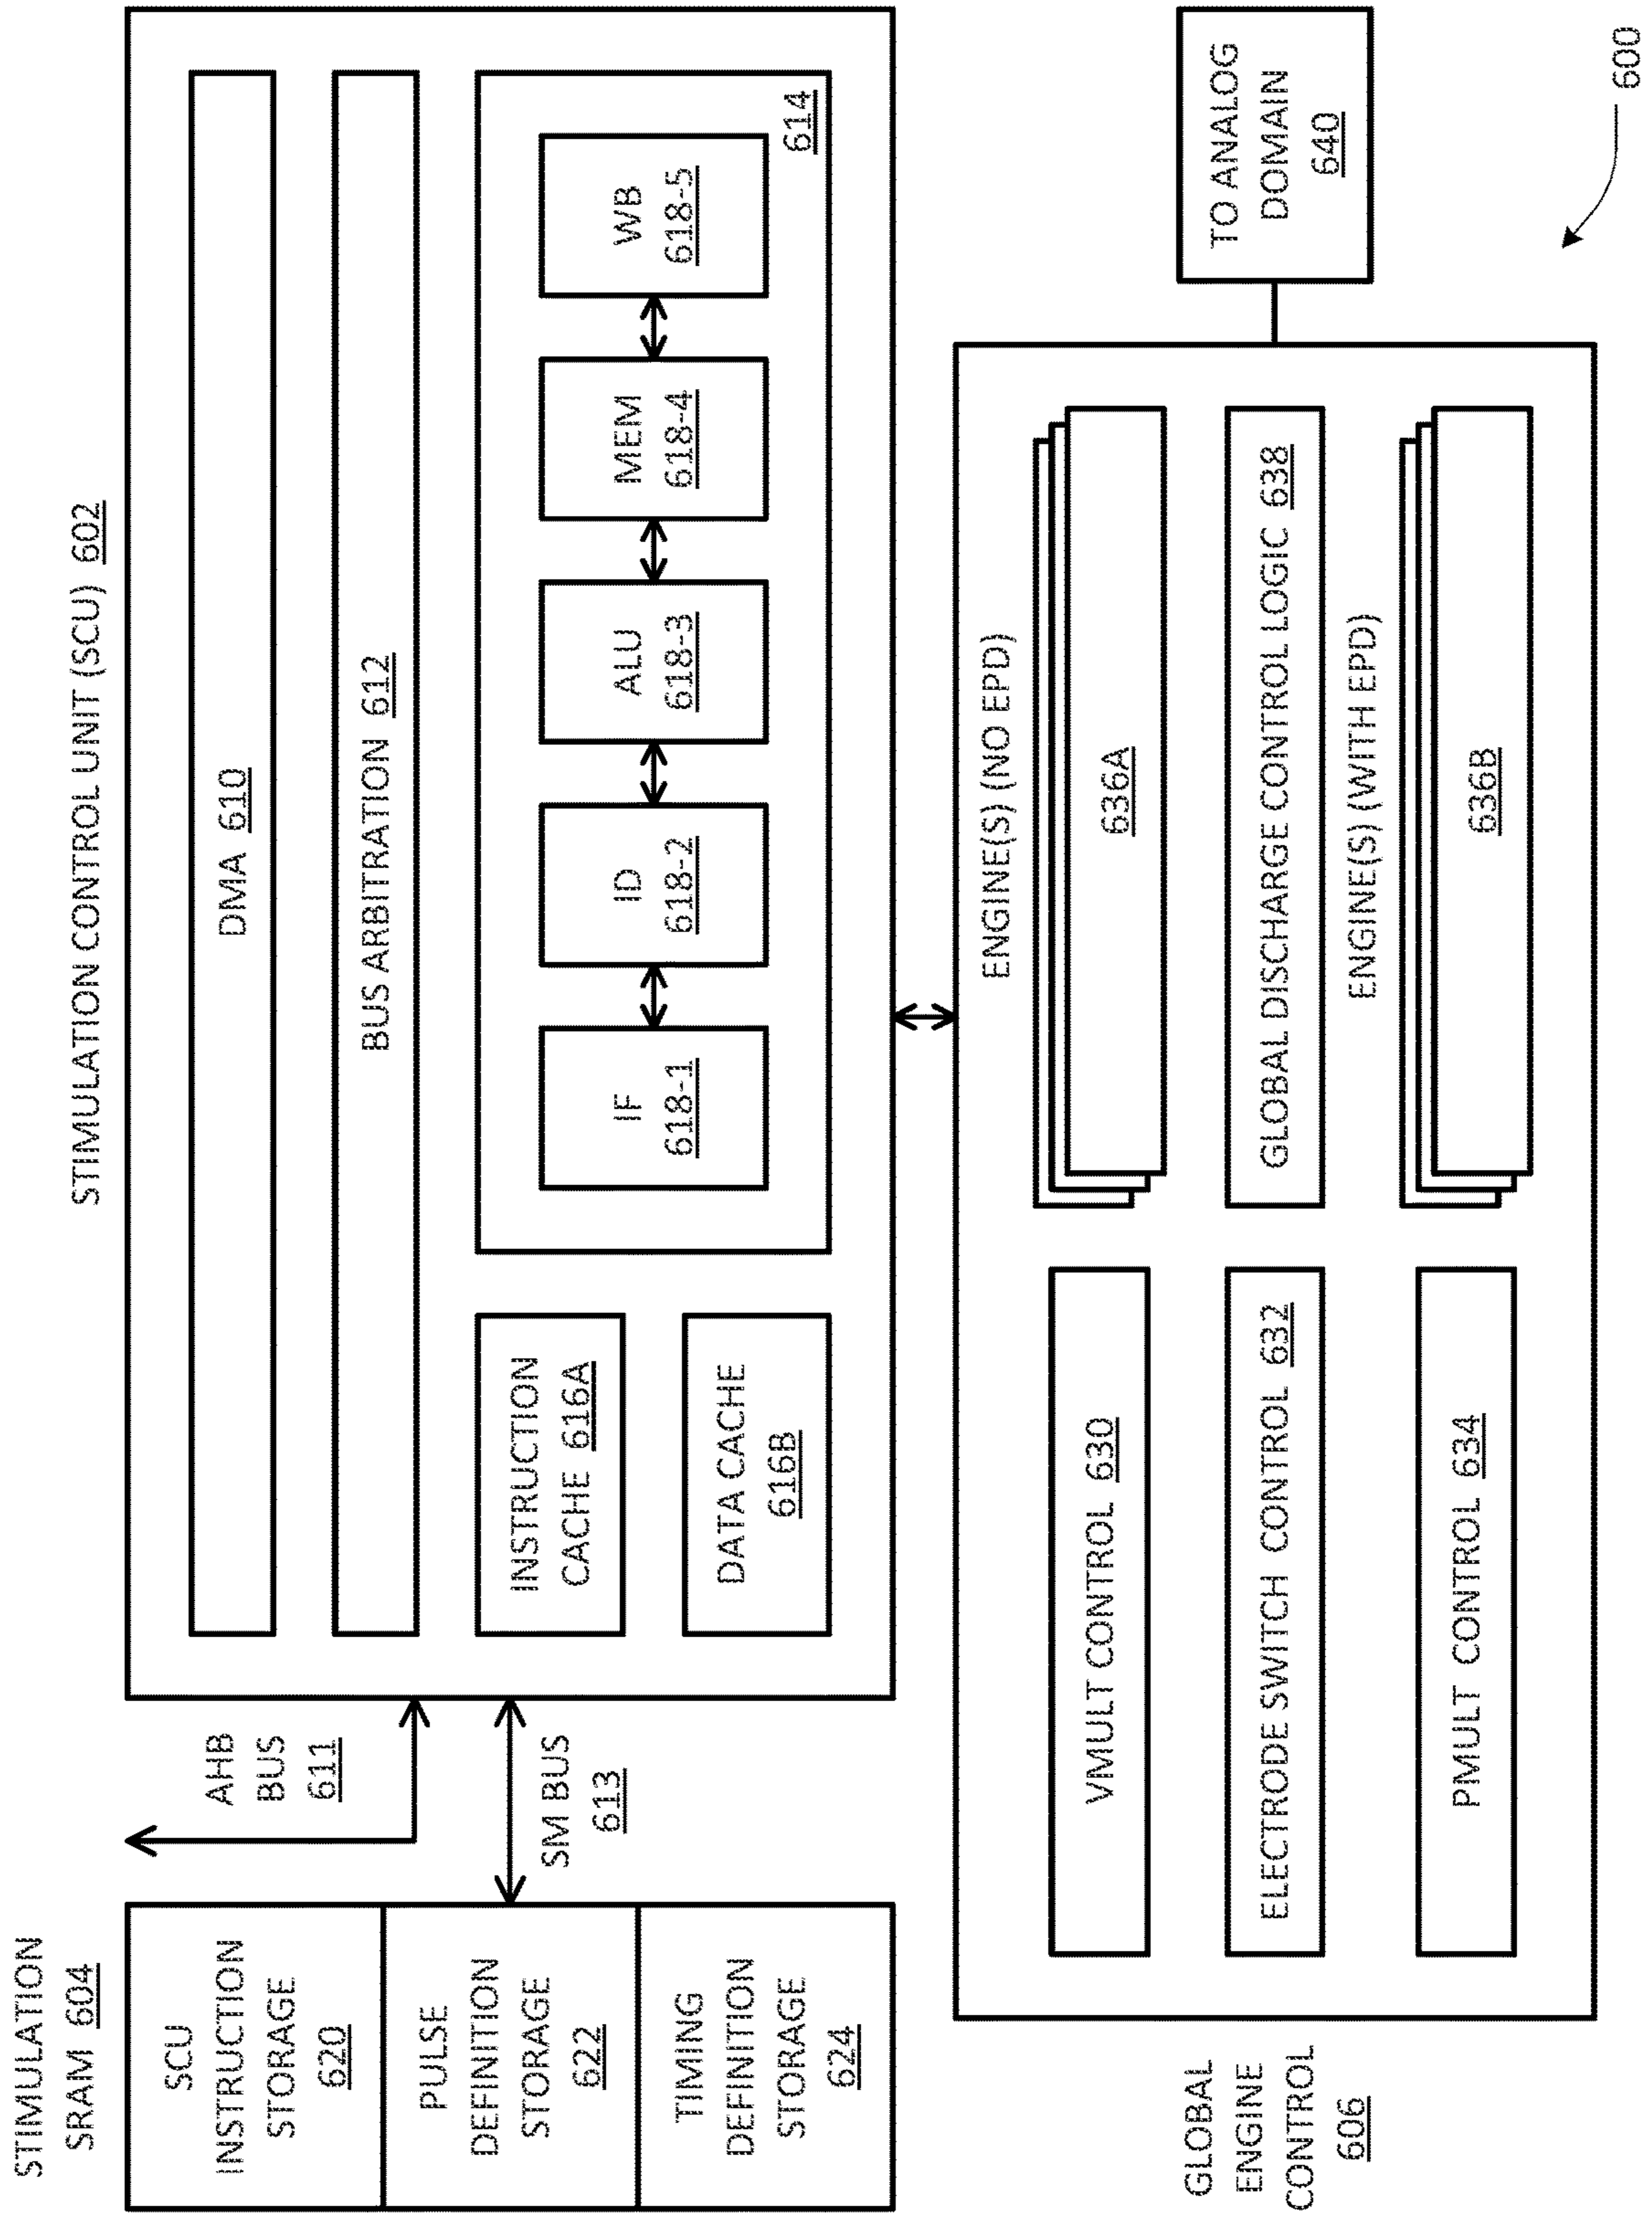 STIMULATION
SRAM 604
SCU
INSTRUCTION
STORAGE
620
PULSE
DEFINITION
STORAGE
622
TIMING
DEFINITION
STORAGE
624
AHB
BUS
611
SM BUS
613
STIMULATION CONTROL UNIT (SCU) 602
DMA 610
BUS ARBITRATION 612
INSTRUCTION
CACHE 616A
DATA CACHE
616B
IF
618-1
ID
618-2
ALU
618-3
MEM
618-4
WB
618-5
614
GLOBAL
ENGINE
CONTROL
606
VMULT CONTROL 630
ELECTRODE SWITCH CONTROL 632
PMULT CONTROL 634
ENGINE(S) (NO EPD)
636A
GLOBAL DISCHARGE CONTROL LOGIC 638
ENGINE(S) (WITH EPD)
636B
TO ANALOG
DOMAIN
640
600